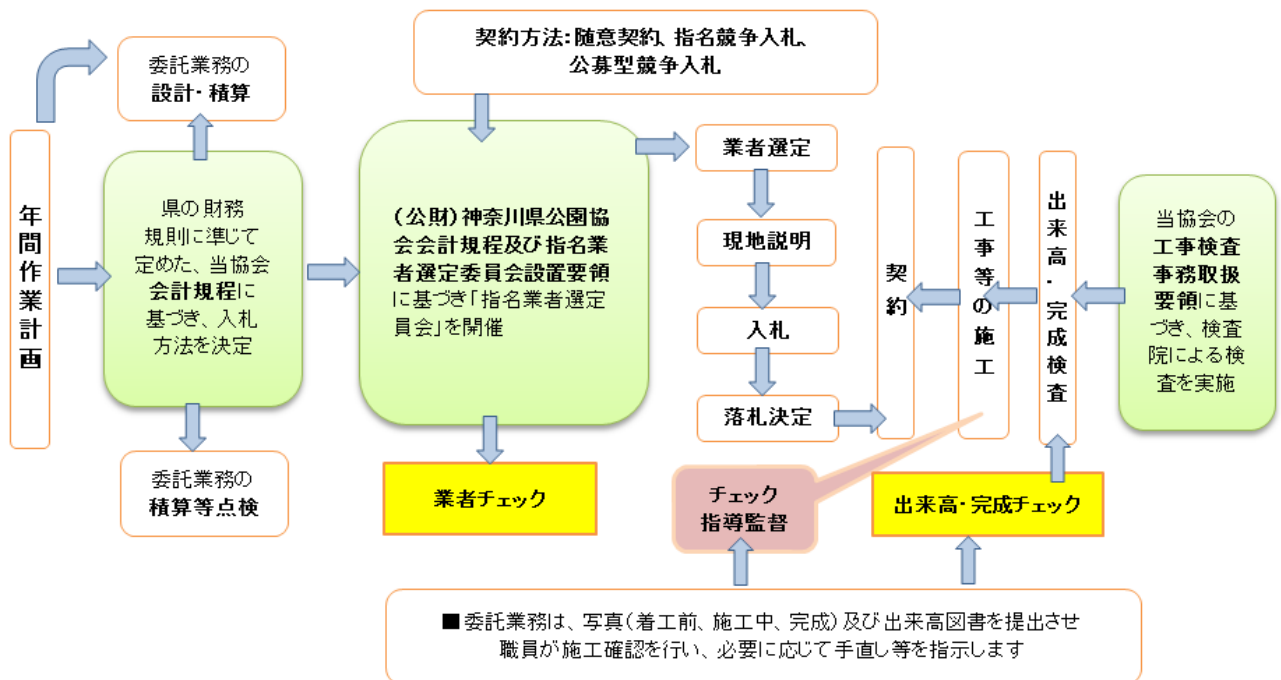 契約方法：随意契約、指名競争入札、
公募型競争入札
委託業務の
設計・積算
年間作業計画
県の財務
規則に準じて
定めた、当協会
会計規程に
基づき、入札
方法を決定
委託業務の
積算等点検
（公財）神奈川県公園協
会会計規程及び指名業
者選定委員会設置要領
に基づき「指名業者選定
員会」を開催
業者チェック
業者選定
現地説明
入札
落札決定
契約
工事等の施工
出来高・完成検査
当協会の
工事検査
事務取扱
要領に基
づき、検査
院による検
査を実施
チェック
指導監督
出来高・完成チェック
■委託業務は、写真（着工前、施工中、完成）及び出来高図書を提出させ
職員が施工確認を行い、必要に応じて手直し等を指示します